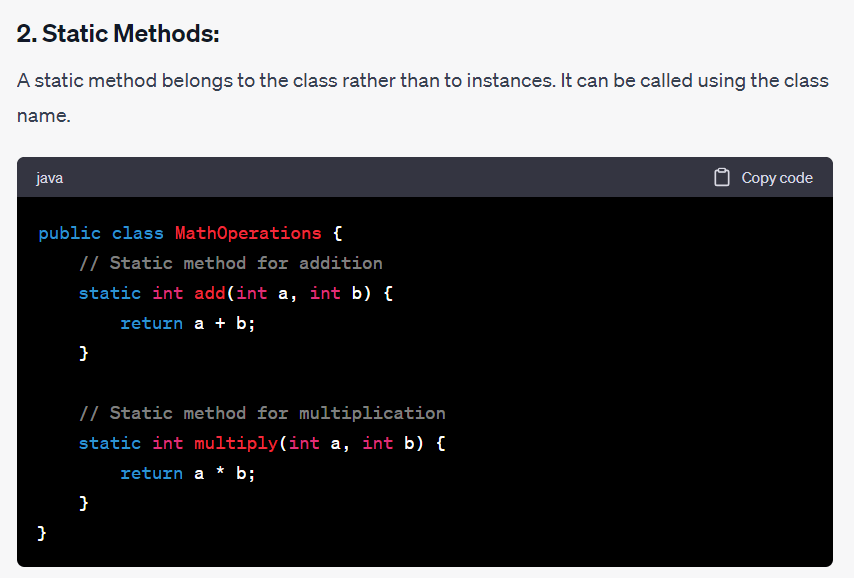 2. Static Methods:
A static method belongs to the class rather than to instances. It can be called using the class
name.
java
Copy code
public class MathOperations {
    // Static method for addition
    static int add(int a, int b) {
        return a + b;
    }

    // Static method for multiplication
    static int multiply(int a, int b) {
        return a * b;
    }
}